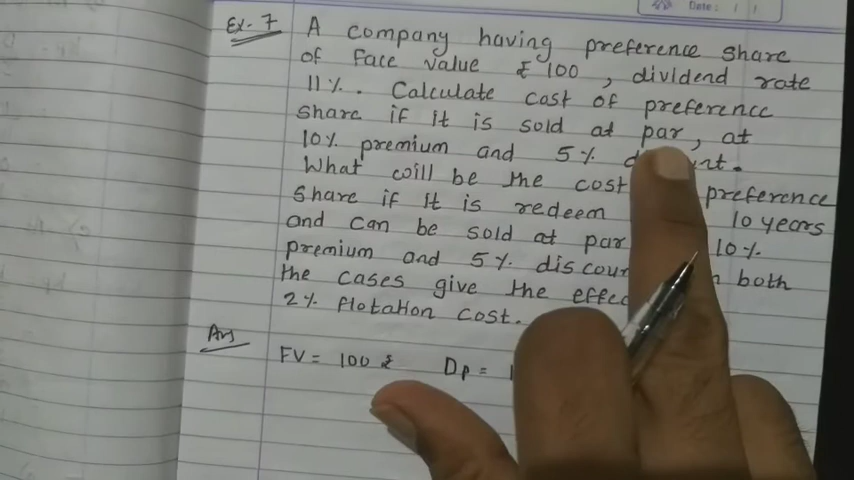 Date: / /
Ex-7 A company having preference share
of Face value ₹ 100, dividend rate
11%. Calculate cost of preference
share if it is sold at par, at
10% premium and 5%
What will be the cost preference
share if it is redeem 10 years
and can be sold at par 10%
premium and 5% both
the cases give the
2% flotation cost.
Ans
FV = 100 ₹ Dp =